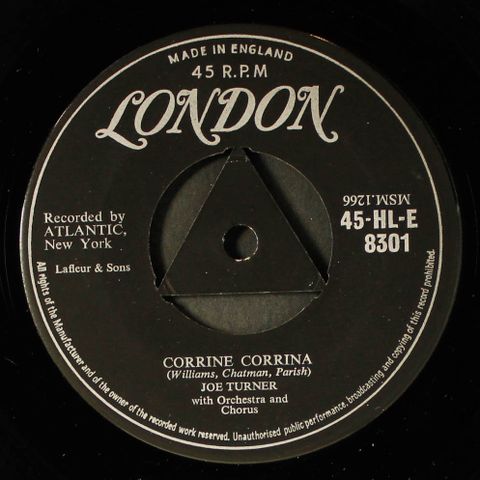 MADE IN ENGLAND
45 R.P.M
LONDON
Recorded by
ATLANTIC,
New York
Lafleur & Sons
MSM.1266
45-HL-E
8301
CORRINE CORRINA
(Williams, Chatman, Parish)
JOE TURNER
with Orchestra and
Chorus
All rights of the Manufacturer and of the owner of the recorded work reserved. Unauthorised public performance, broadcasting and copying of this record prohibited.